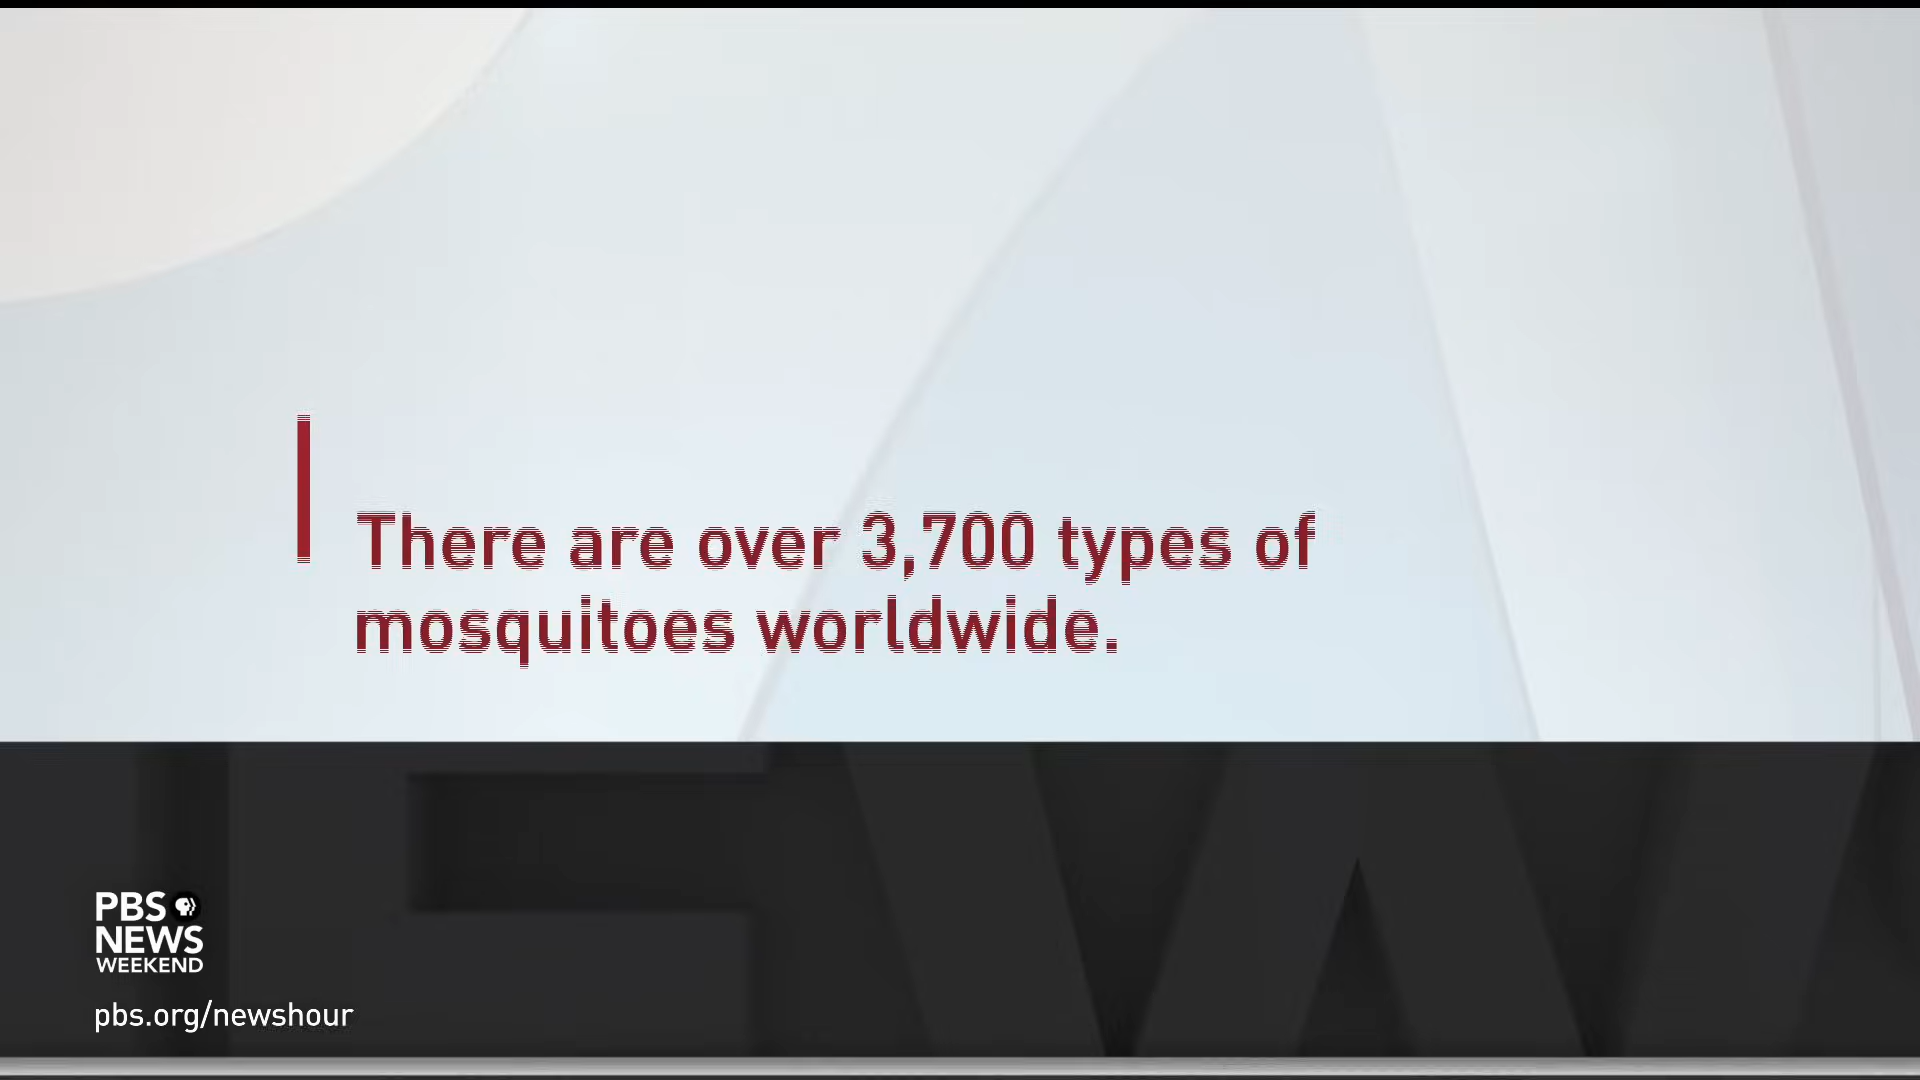 There are over 3,700 types of
mosquitoes worldwide.
PBS
NEWS
WEEKEND
pbs.org/newshour